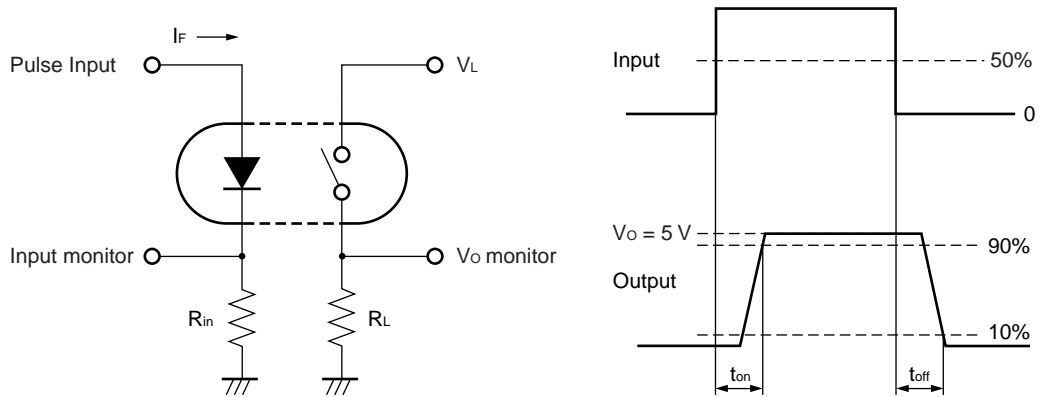 IF
Pulse Input
VL
Input monitor
VO monitor
Rin
RL
Input
50%
0
VO = 5 V
90%
Output
10%
ton
toff